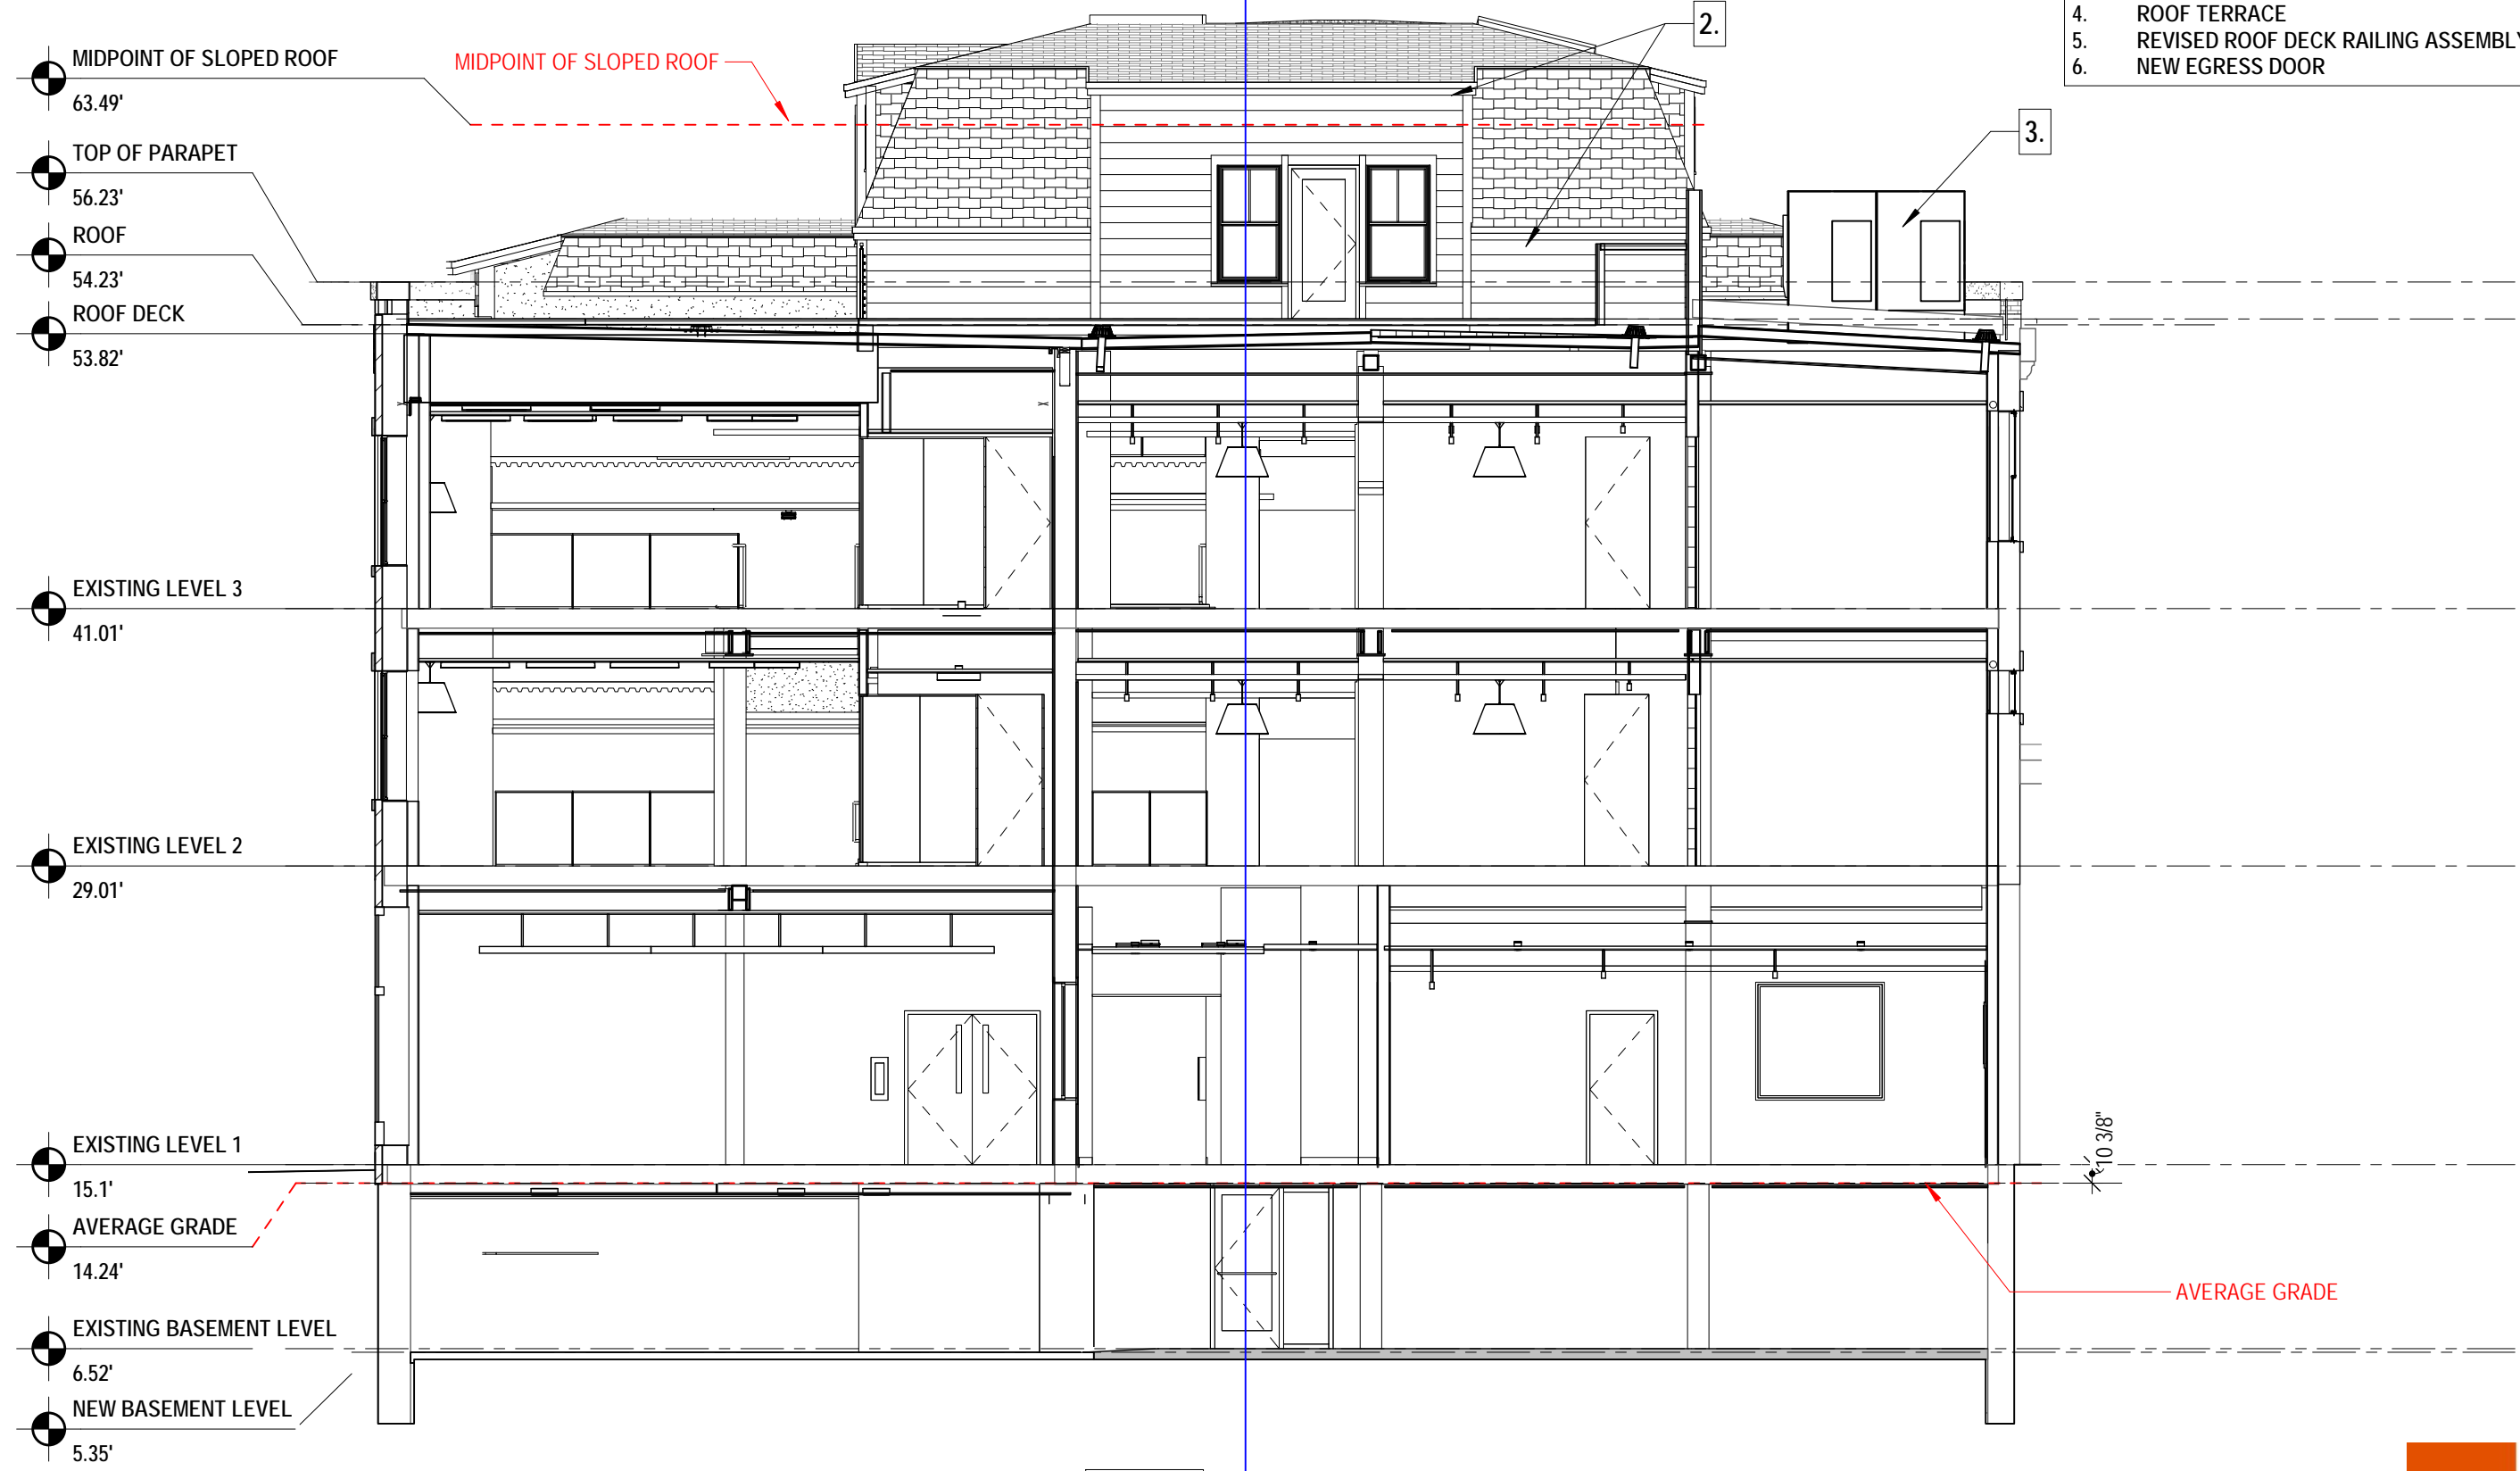 4. ROOF TERRACE
5. REVISED ROOF DECK RAILING ASSEMBLY
6. NEW EGRESS DOOR
2.
3.
MIDPOINT OF SLOPED ROOF
63.49'
MIDPOINT OF SLOPED ROOF
TOP OF PARAPET
56.23'
ROOF
54.23'
ROOF DECK
53.82'
EXISTING LEVEL 3
41.01'
EXISTING LEVEL 2
29.01'
EXISTING LEVEL 1
15.1'
10 3/8"
AVERAGE GRADE
14.24'
AVERAGE GRADE
EXISTING BASEMENT LEVEL
6.52'
NEW BASEMENT LEVEL
5.35'